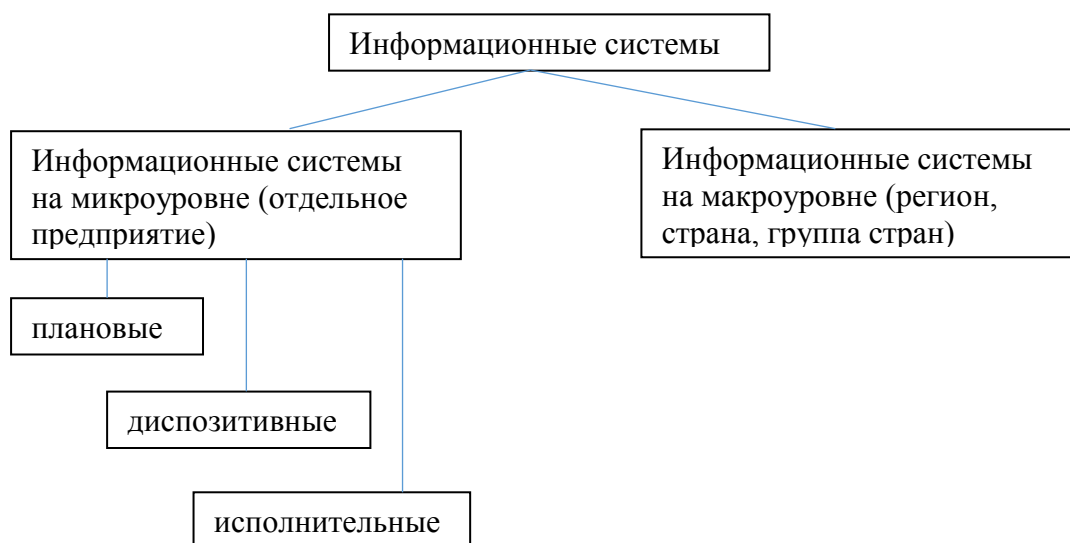 Информационные системы
Информационные системы
на микроуровне (отдельное
предприятие)
Информационные системы
на макроуровне (регион,
страна, группа стран)
плановые
диспозитивные
исполнительные